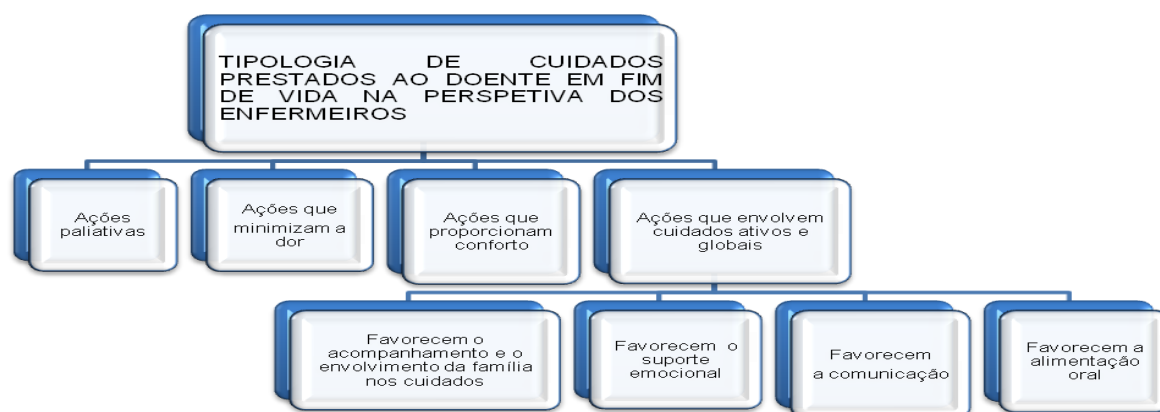 TIPOLOGIA DE CUIDADOS
PRESTADOS AO DOENTE EM FIM
DE VIDA NA PERSPETIVA DOS
ENFERMEIROS
Ações
paliativas
Ações que
minimizam a
dor
Ações que
proporcionam
conforto
Ações que envolvem
cuidados ativos e
globais
Favorecem o
acompanhamento e o
envolvimento da família
nos cuidados
Favorecem o
suporte
emocional
Favorecem
a comunicação
Favorecem a
alimentação
oral